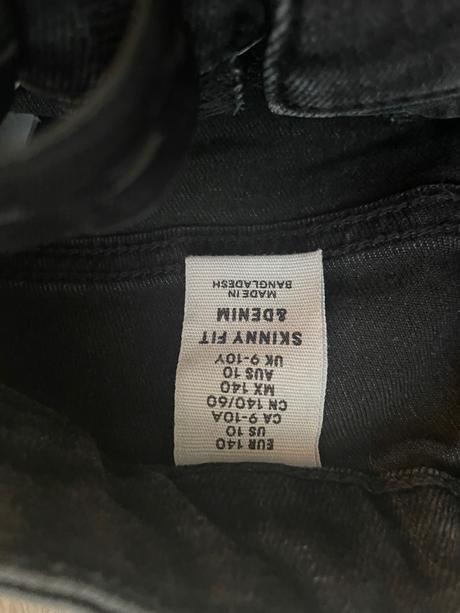 EUR 140
US 10
CA 9-10A
CN 140/60
MX 140
AUS 10
UK 9-10Y
SKINNY FIT
&DENIM
MADE IN
BANGLADESH